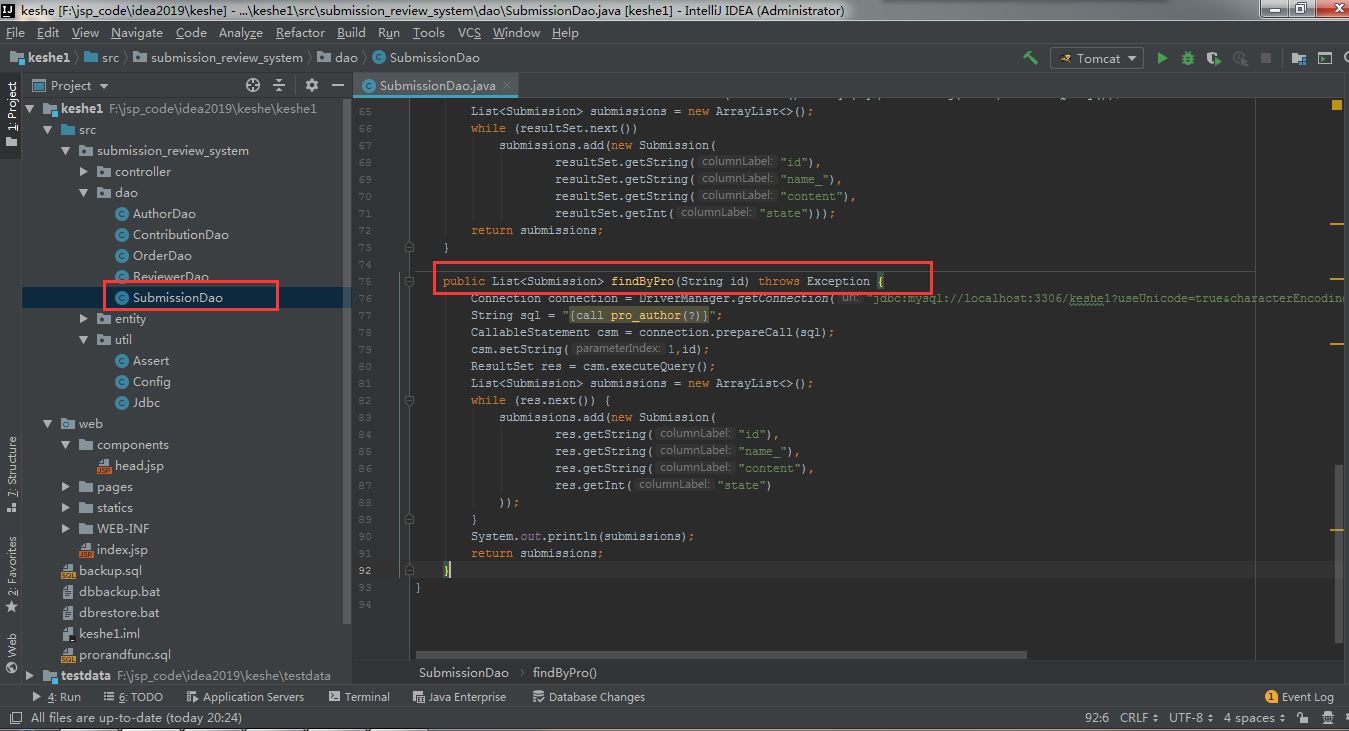 keshe [F:\jsp_code\idea2019\keshe] - ...\keshe1\src\submission_review_system\dao\SubmissionDao.java [keshe1] - IntelliJ IDEA (Administrator)
File Edit View Navigate Code Analyze Refactor Build Run Tools VCS Window Help
keshe1 src submission_review_system dao SubmissionDao Tomcat
Project SubmissionDao.java
1: Project
7: Structure
2: Favorites
Web
keshe1 F:\jsp_code\idea2019\keshe\keshe1
src
submission_review_system
controller
dao
AuthorDao
ContributionDao
OrderDao
ReviewerDao
SubmissionDao
entity
util
Assert
Config
Jdbc
web
components
head.jsp
pages
statics
WEB-INF
index.jsp
backup.sql
dbbackup.bat
dbrestore.bat
keshe1.iml
prorandfunc.sql
testdata F:\jsp_code\idea2019\keshe\testdata
65 List<Submission> submissions = new ArrayList<>();
66 while (resultSet.next())
67 submissions.add(new Submission(
68 resultSet.getString( columnLabel: "id"),
69 resultSet.getString( columnLabel: "name_"),
70 resultSet.getString( columnLabel: "content"),
71 resultSet.getInt( columnLabel: "state")));
72 return submissions;
73 }
74
75 public List<Submission> findByPro(String id) throws Exception {
76 Connection connection = DriverManager.getConnection( url: "jdbc:mysql://localhost:3306/keshe1?useUnicode=true&characterEncoding
77 String sql = "{call pro_author(?)}";
78 CallableStatement csm = connection.prepareCall(sql);
79 csm.setString( parameterIndex: 1,id);
80 ResultSet res = csm.executeQuery();
81 List<Submission> submissions = new ArrayList<>();
82 while (res.next()) {
83 submissions.add(new Submission(
84 res.getString( columnLabel: "id"),
85 res.getString( columnLabel: "name_"),
86 res.getString( columnLabel: "content"),
87 res.getInt( columnLabel: "state")
88 ));
89 }
90 System.out.println(submissions);
91 return submissions;
92 }
93 }
94
SubmissionDao findByPro()
4: Run 6: TODO Application Servers Terminal Java Enterprise Database Changes 1 Event Log
All files are up-to-date (today 20:24) 92:6 CRLF UTF-8 4 spaces